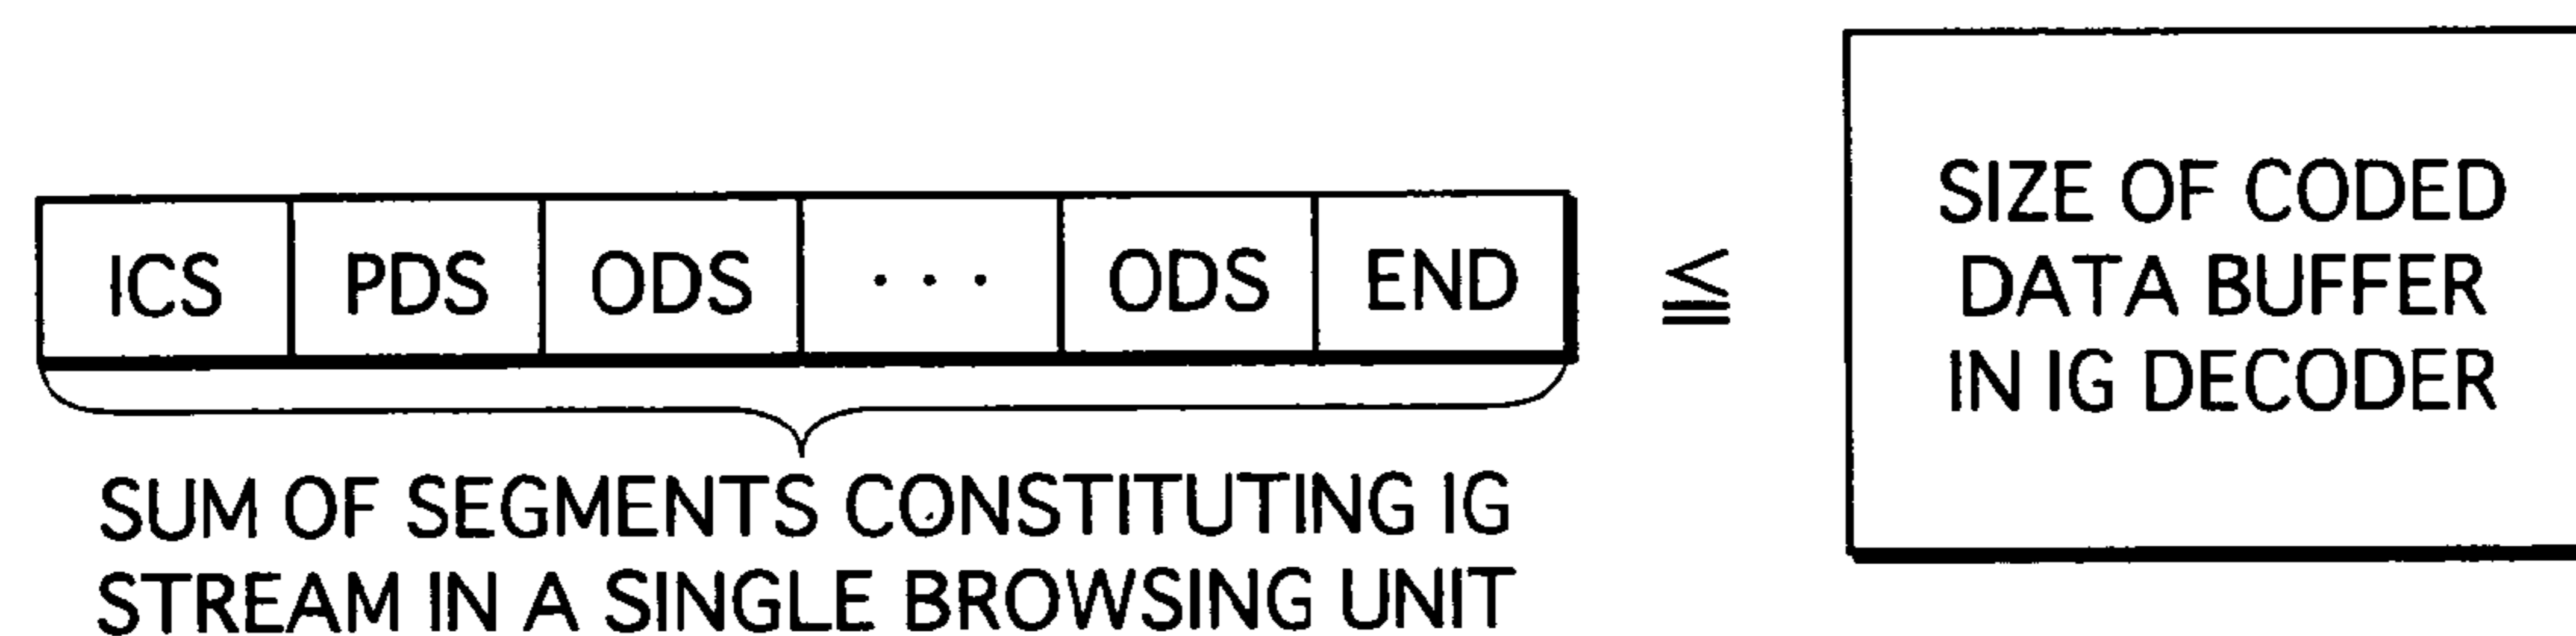 ICS PDS ODS ... ODS END ≦
SUM OF SEGMENTS CONSTITUTING IG
STREAM IN A SINGLE BROWSING UNIT
SIZE OF CODED
DATA BUFFER
IN IG DECODER